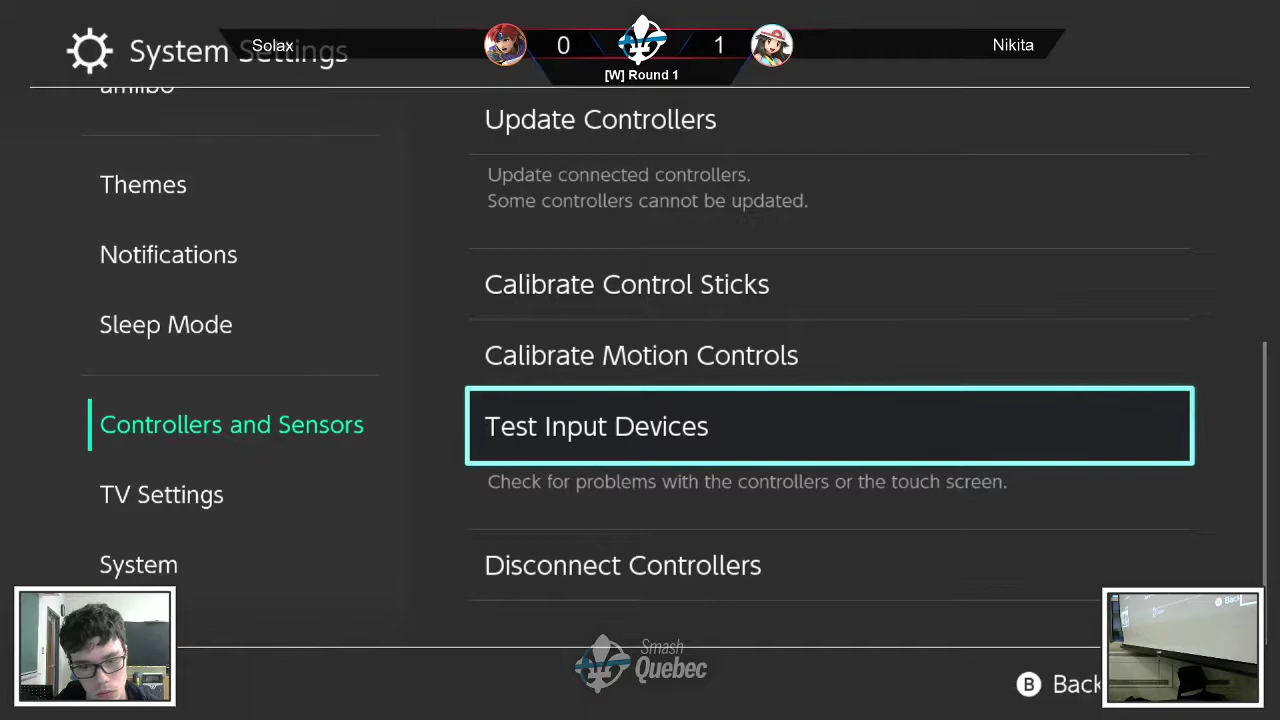 System Settings
Solax
0
1
Nikita
[W] Round 1
amiibo
Themes
Notifications
Sleep Mode
Controllers and Sensors
TV Settings
System
Update Controllers
Update connected controllers.
Some controllers cannot be updated.
Calibrate Control Sticks
Calibrate Motion Controls
Test Input Devices
Check for problems with the controllers or the touch screen.
Disconnect Controllers
Smash
Quebec
B Back
Back